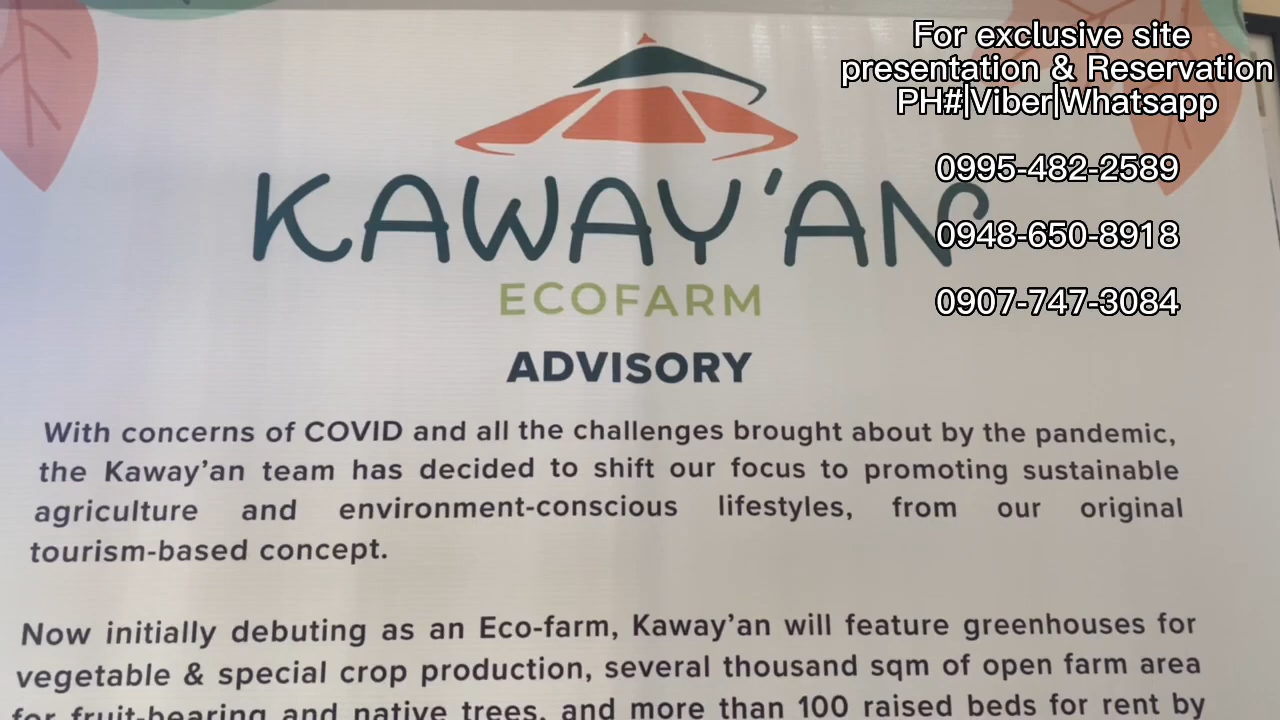 For exclusive site
presentation & Reservation
PH#|Viber|Whatsapp
0995-482-2589
0948-650-8918
0907-747-3084
KAWAY'AN
ECOFARM
ADVISORY
With concerns of COVID and all the challenges brought about by the pandemic,
the Kaway'an team has decided to shift our focus to promoting sustainable
agriculture and environment-conscious lifestyles, from our original
tourism-based concept.
Now initially debuting as an Eco-farm, Kaway'an will feature greenhouses for
vegetable & special crop production, several thousand sqm of open farm area
for fruit-bearing and native trees, and more than 100 raised beds for rent by